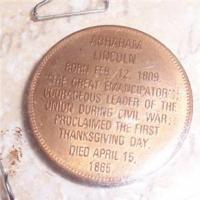 ABRAHAM
LINCOLN
BORN FEB. 12, 1809.
"THE GREAT EMANCIPATOR":
COURAGEOUS LEADER OF THE
UNION DURING CIVIL WAR;
PROCLAIMED THE FIRST
THANKSGIVING DAY.
DIED APRIL 15,
1865